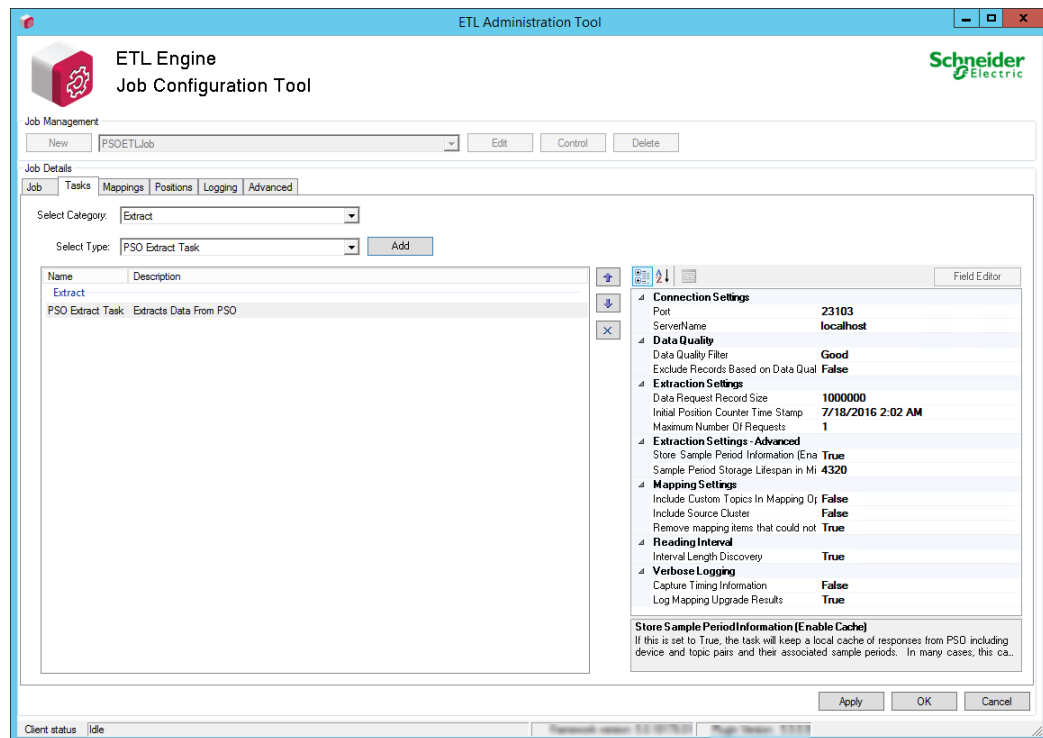 ETL Administration Tool
ETL Engine
Job Configuration Tool
Schneider
Electric
Job Management
New PSOETLJob Edit Control Delete
Job Details
Job Tasks Mappings Positions Logging Advanced
Select Category: Extract
Select Type: PSO Extract Task Add
Name Description
Extract
PSO Extract Task Extracts Data From PSO
Field Editor
Connection Settings
Port 23103
ServerName localhost
Data Quality
Data Quality Filter Good
Exclude Records Based on Data Qual False
Extraction Settings
Data Request Record Size 1000000
Initial Position Counter Time Stamp 7/18/2016 2:02 AM
Maximum Number Of Requests 1
Extraction Settings - Advanced
Store Sample Period Information (Ena True
Sample Period Storage Lifespan in Mi 4320
Mapping Settings
Include Custom Topics In Mapping Op False
Include Source Cluster False
Remove mapping items that could not True
Reading Interval
Interval Length Discovery True
Verbose Logging
Capture Timing Information False
Log Mapping Upgrade Results True
Store Sample Period Information (Enable Cache)
If this is set to True, the task will keep a local cache of responses from PSO including
device and topic pairs and their associated sample periods. In many cases, this ca...
Apply OK Cancel
Client status Idle